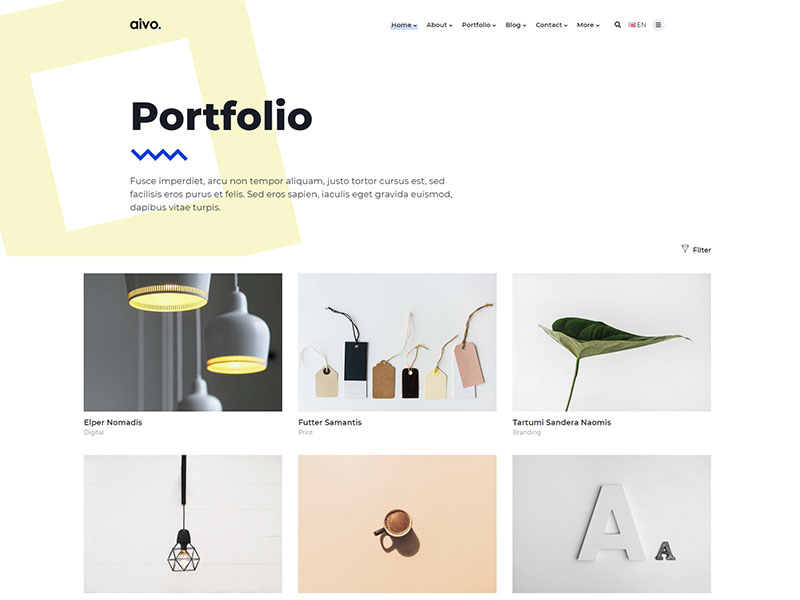 aivo.
Home About Portfolio Blog Contact More EN
Portfolio
Fusce imperdiet, arcu non tempor aliquam, justo tortor cursus est, sed
facilisis eros purus et felis. Sed eros sapien, iaculis eget gravida euismod,
dapibus vitae turpis.
Filter
Elper Nomadis
Digital
Futter Samantis
Print
Tartumi Sandera Naomis
Branding
A A